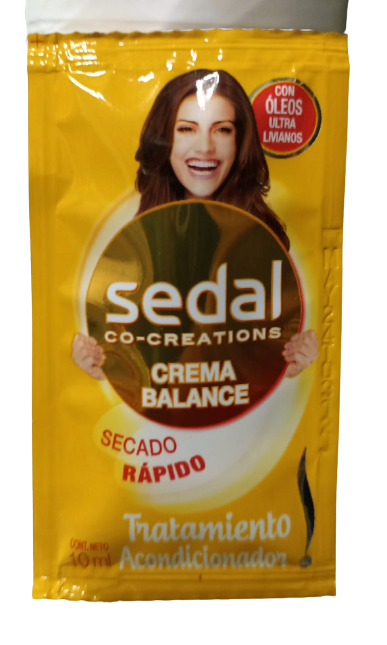 CON
ÓLEOS
ULTRA
LIVIANOS
sedal
CO-CREATIONS
CREMA
BALANCE
SECADO
RÁPIDO
Tratamiento
Acondicionador
CONT. NETO
10 ml